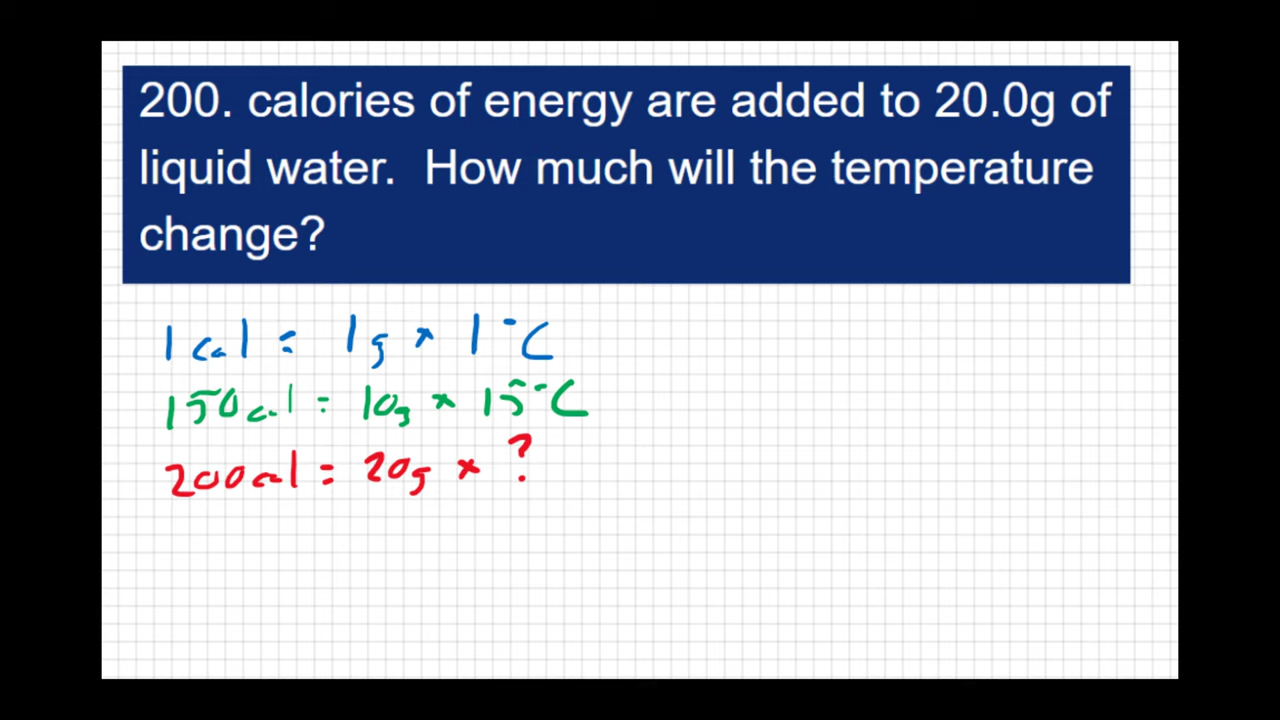 200. calories of energy are added to 20.0g of
liquid water.  How much will the temperature
change?
1 cal = 1g × 1°C
150cal = 10g × 15°C
200cal = 20g × ?